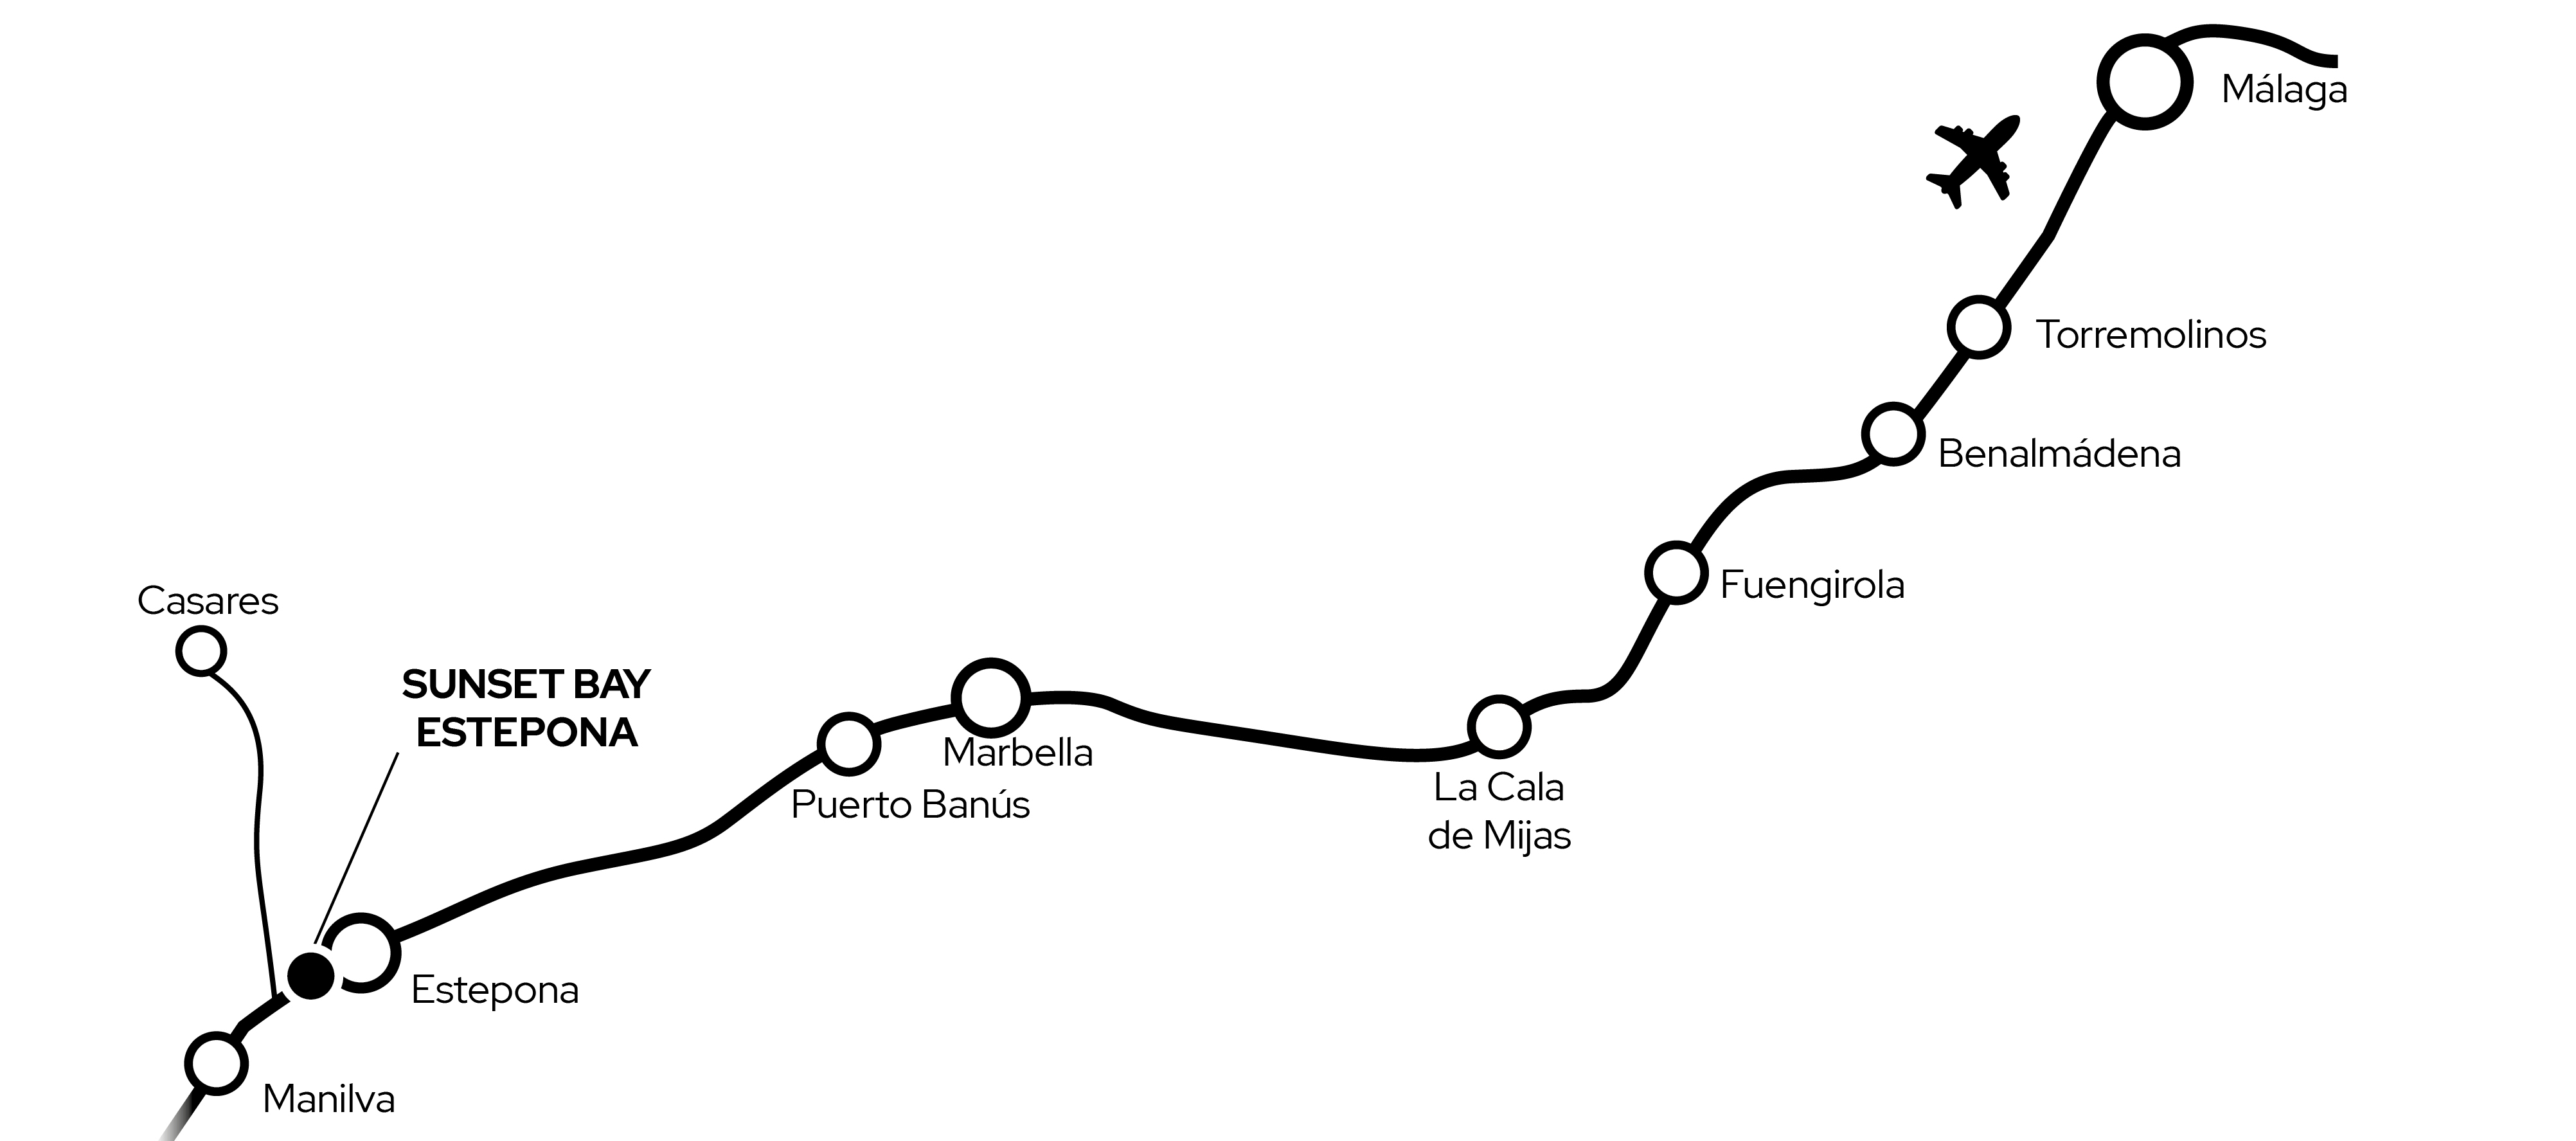 Málaga
Torremolinos
Benalmádena
Fuengirola
Casares
SUNSET BAY
ESTEPONA
Marbella
Puerto Banús
La Cala
de Mijas
Estepona
Manilva